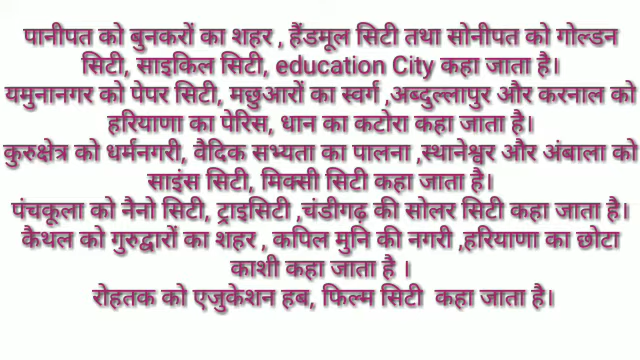 पानीपत को बुनकरों का शहर , हैंडमूल सिटी तथा सोनीपत को गोल्डन
सिटी, साइकिल सिटी, education City कहा जाता है।
यमुनानगर को पेपर सिटी, मछुआरों का स्वर्ग ,अब्दुल्लापुर और करनाल को
हरियाणा का पेरिस, धान का कटोरा कहा जाता है।
कुरुक्षेत्र को धर्मनगरी, वैदिक सभ्यता का पालना ,स्थानेश्वर और अंबाला को
साइंस सिटी, मिक्सी सिटी कहा जाता है।
पंचकूला को नैनो सिटी, ट्राइसिटी ,चंडीगढ़ की सोलर सिटी कहा जाता है।
कैथल को गुरुद्वारों का शहर , कपिल मुनि की नगरी ,हरियाणा का छोटा
काशी कहा जाता है ।
रोहतक को एजुकेशन हब, फिल्म सिटी कहा जाता है।